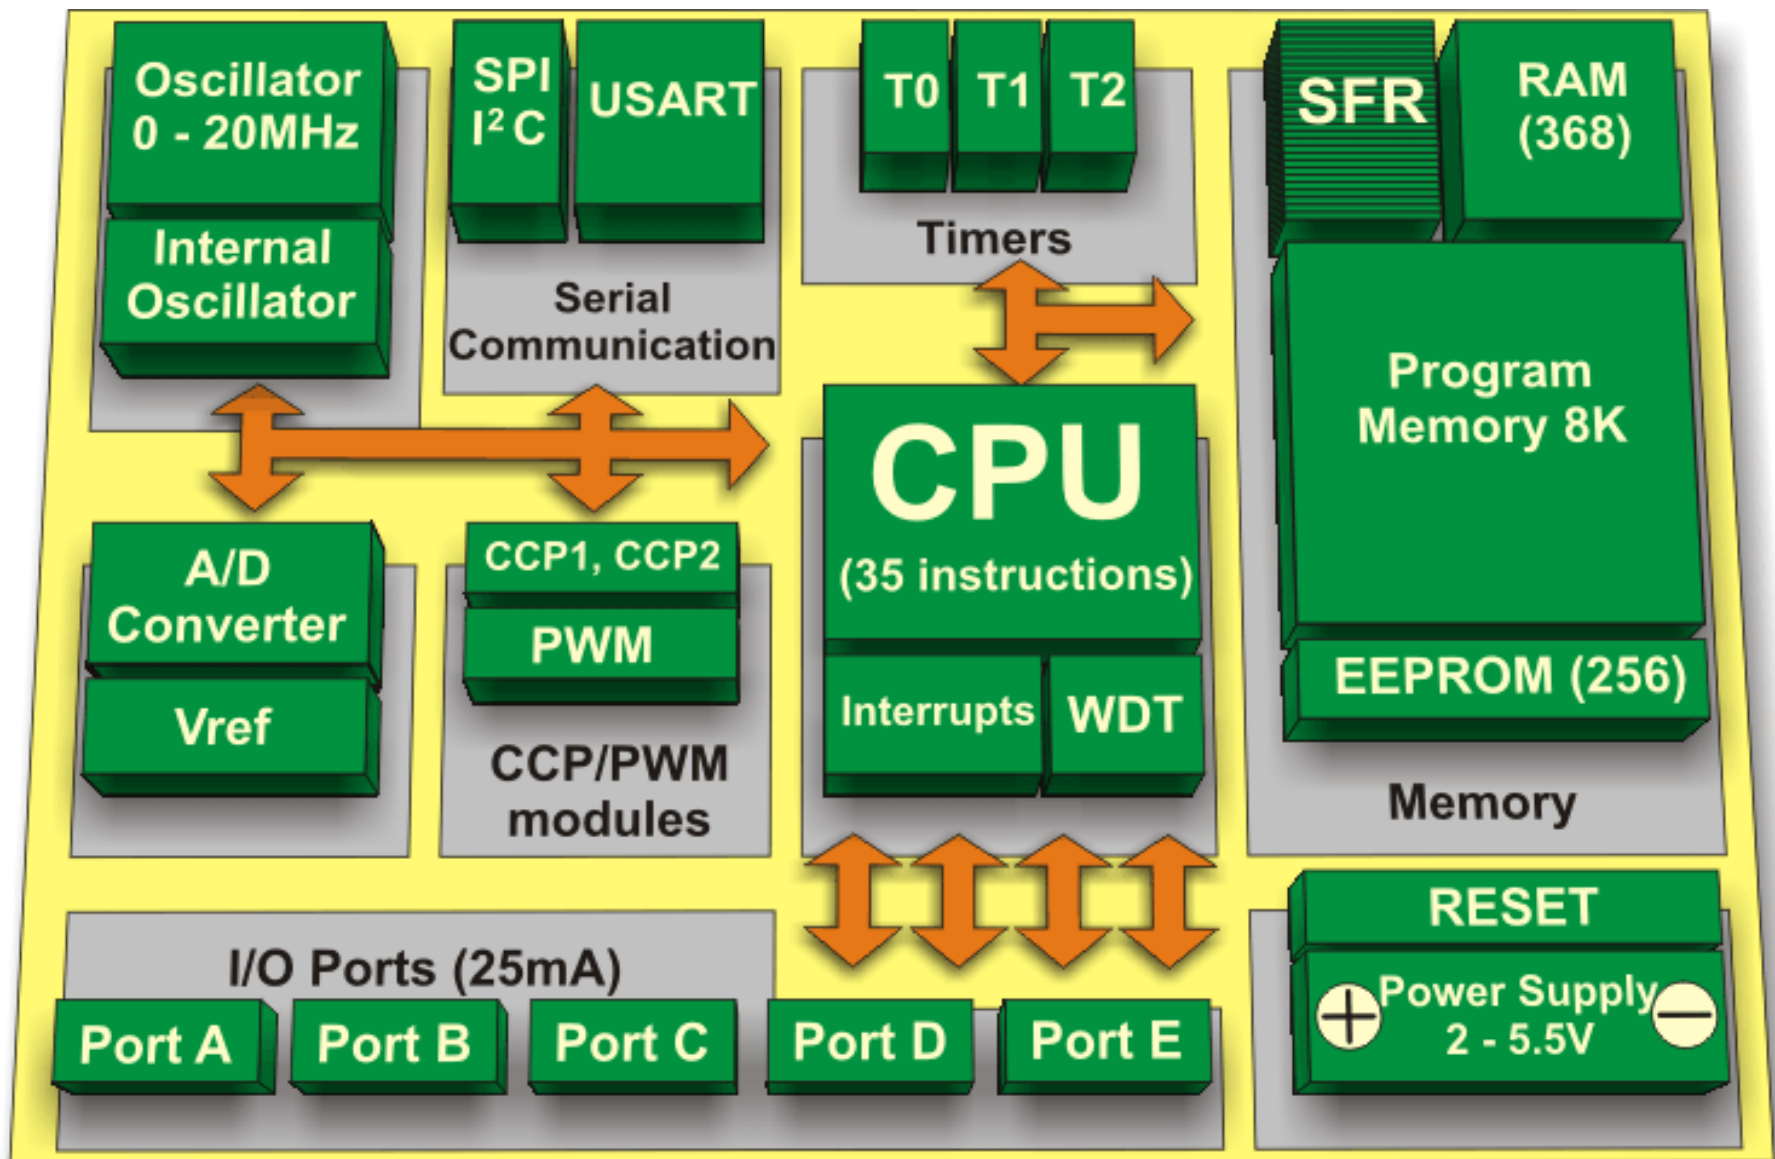 Oscillator
0 - 20MHz
Internal
Oscillator
SPI
I² C
USART
Serial
Communication
T0
T1
T2
Timers
SFR
RAM
(368)
Program
Memory 8K
EEPROM (256)
Memory
CPU
(35 instructions)
Interrupts
WDT
A/D
Converter
Vref
CCP1, CCP2
PWM
CCP/PWM
modules
I/O Ports (25mA)
Port A
Port B
Port C
Port D
Port E
RESET
+
Power Supply
2 - 5.5V
−